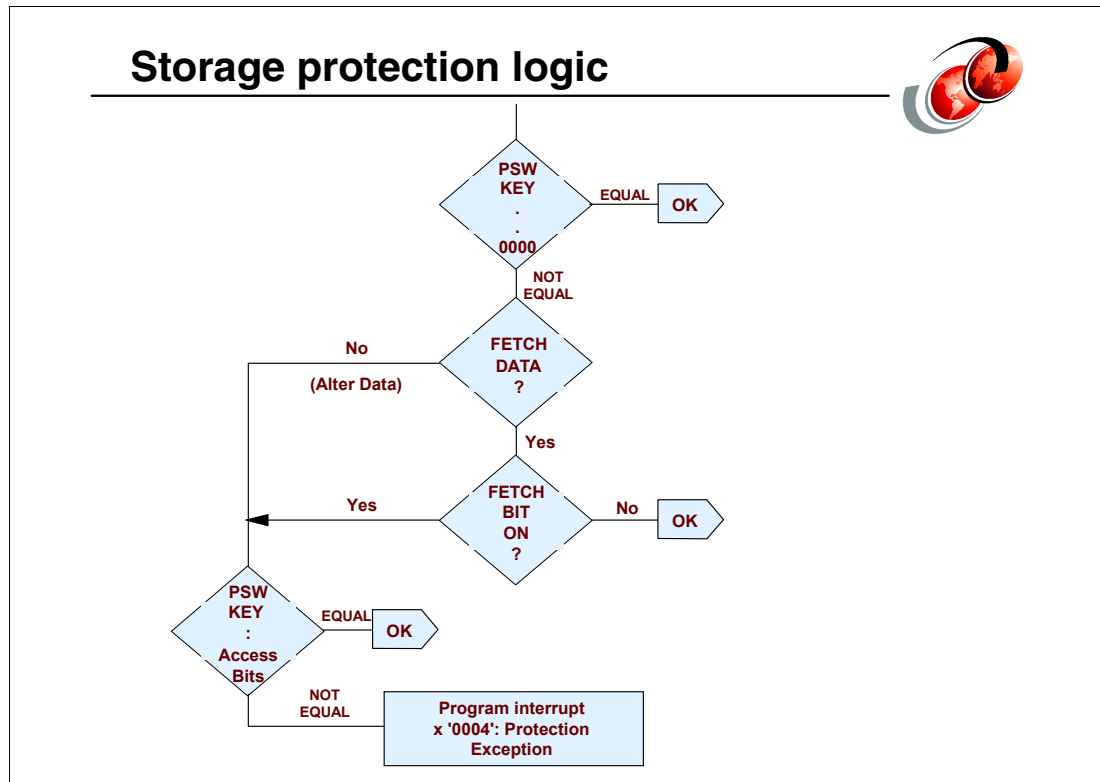 Storage protection logic
PSW
KEY
.
.
0000
EQUAL
OK
NOT
EQUAL
No
(Alter Data)
FETCH
DATA
?
Yes
Yes
FETCH
BIT
ON
?
No
OK
PSW
KEY
:
Access
Bits
EQUAL
OK
NOT
EQUAL
Program interrupt
x '0004': Protection
Exception